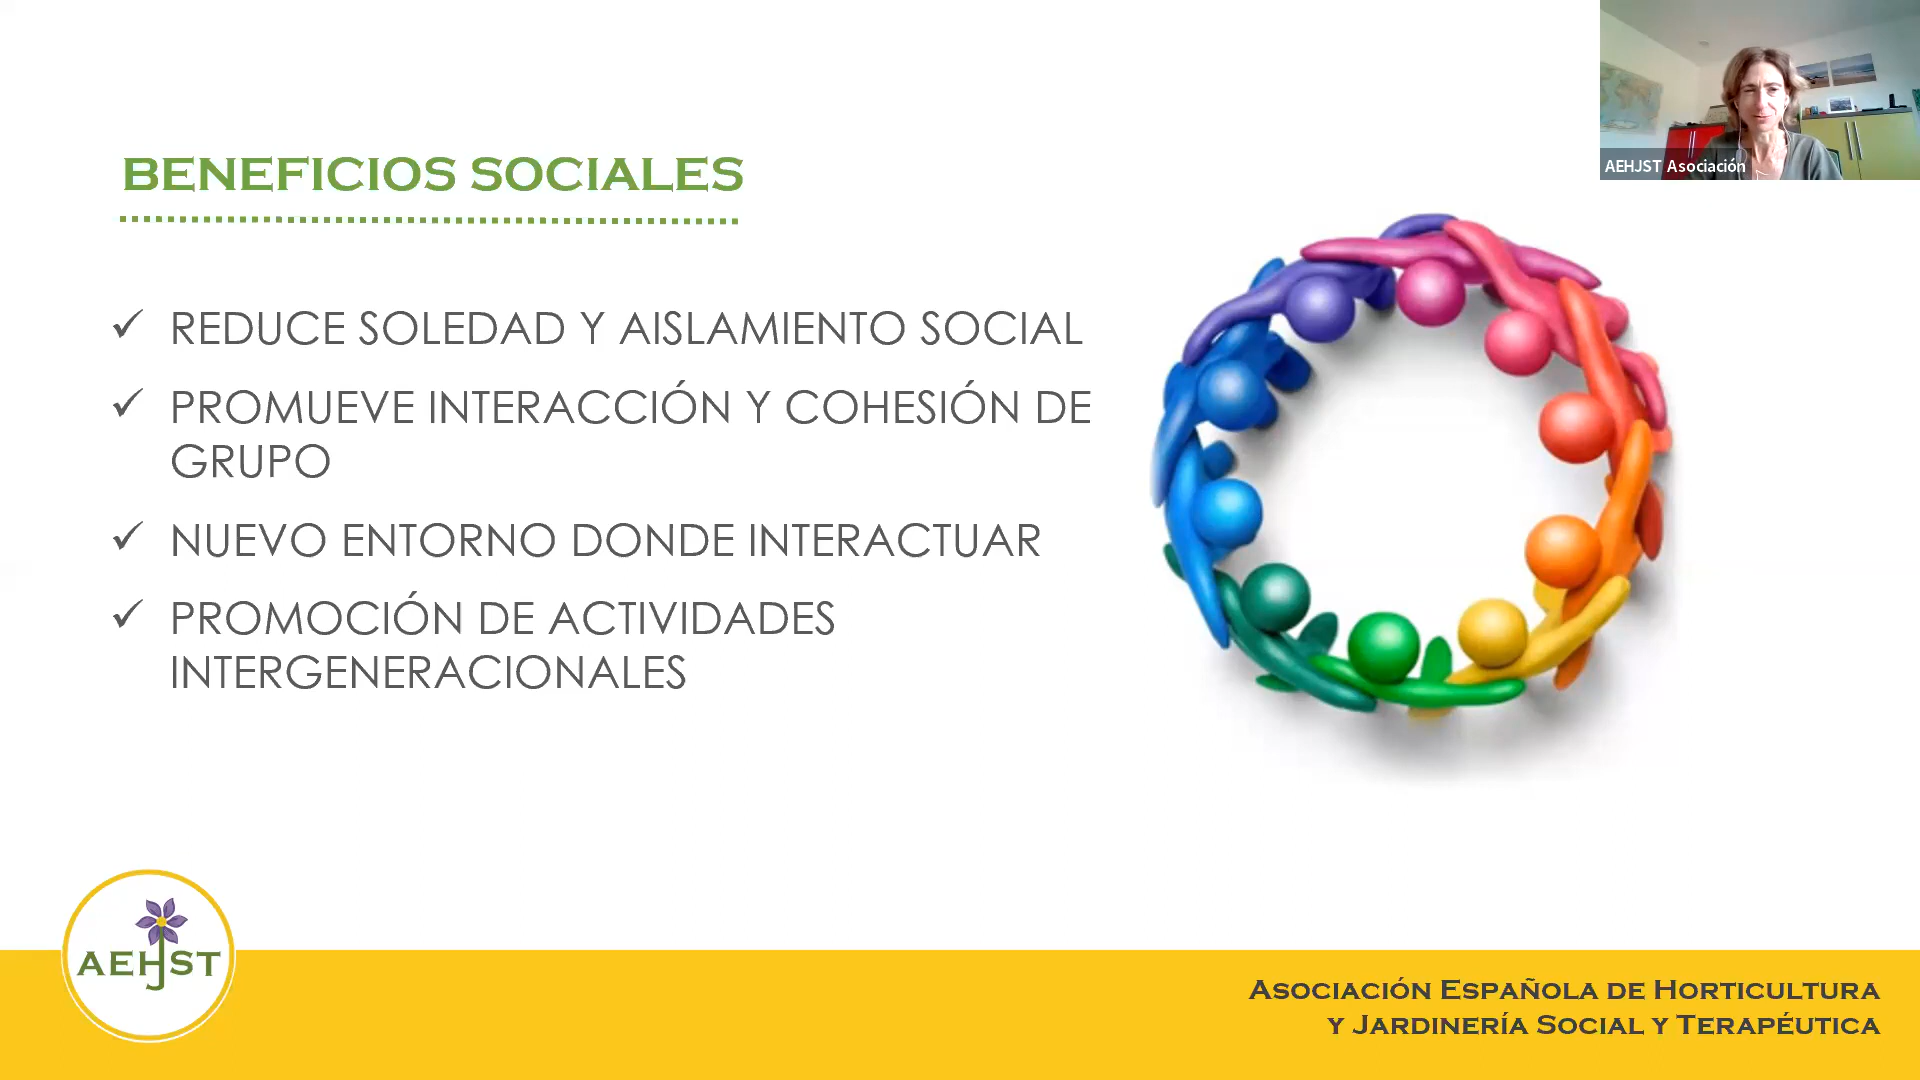 AEHJST Asociación
BENEFICIOS SOCIALES
✓ REDUCE SOLEDAD Y AISLAMIENTO SOCIAL
✓ PROMUEVE INTERACCIÓN Y COHESIÓN DE
GRUPO
✓ NUEVO ENTORNO DONDE INTERACTUAR
✓ PROMOCIÓN DE ACTIVIDADES
INTERGENERACIONALES
AEHJST
ASOCIACIÓN ESPAÑOLA DE HORTICULTURA
Y JARDINERÍA SOCIAL Y TERAPÉUTICA